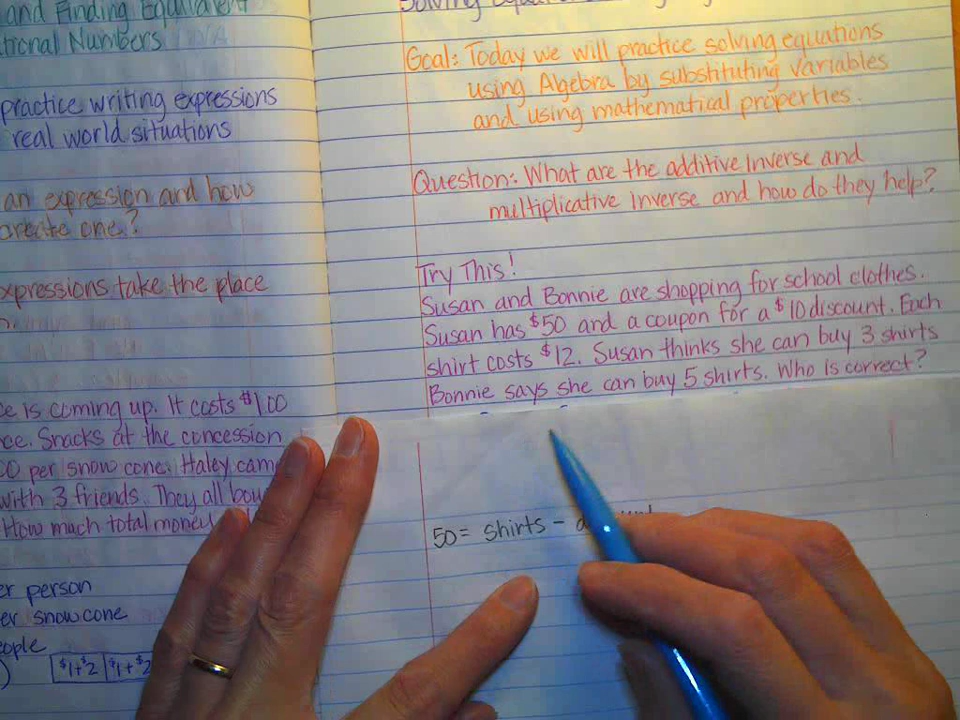 and Finding Equivalent
tional Numbers
practice writing expressions
real world situations
an expression and how
create one?
expressions take the place
ce is coming up. It costs $1.00
nce. Snacks at the concession
per snow cone. Haley cam
with 3 friends. They all bou
How much total money
er person
er snow cone
eople
$1+$2 $1+$2
Solving
Goal: Today we will practice solving equations
using Algebra by substituting variables
and using mathematical properties.
Question: What are the additive inverse and
multiplicative inverse and how do they help?
Try This!
Susan and Bonnie are shopping for school clothes.
Susan has $50 and a coupon for a $10 discount. Each
shirt costs $12. Susan thinks she can buy 3 shirts
Bonnie says she can buy 5 shirts. Who is correct?
50 = shirts -